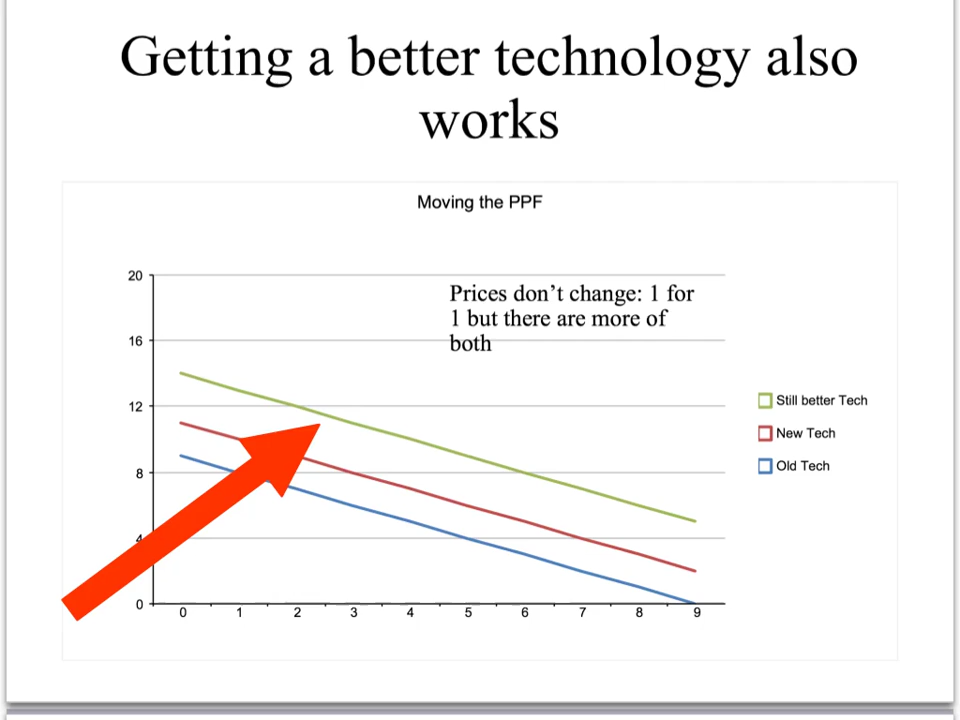 Getting a better technology also
works
Moving the PPF
20
Prices don’t change: 1 for
1 but there are more of
both
16
12
8
4
0
0 1 2 3 4 5 6 7 8 9
Still better Tech
New Tech
Old Tech